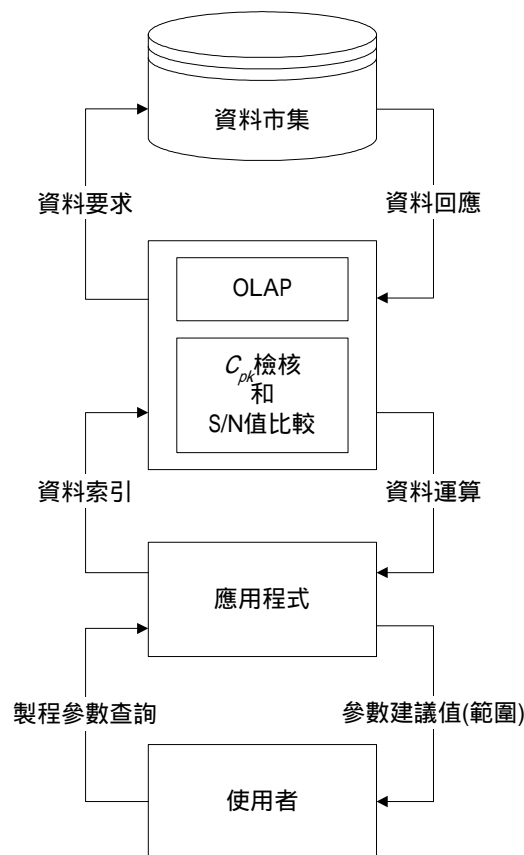 資料市集
資料要求
資料回應
OLAP
Cpk檢核
和
S/N值比較
資料索引
資料運算
應用程式
製程參數查詢
參數建議值(範圍)
使用者